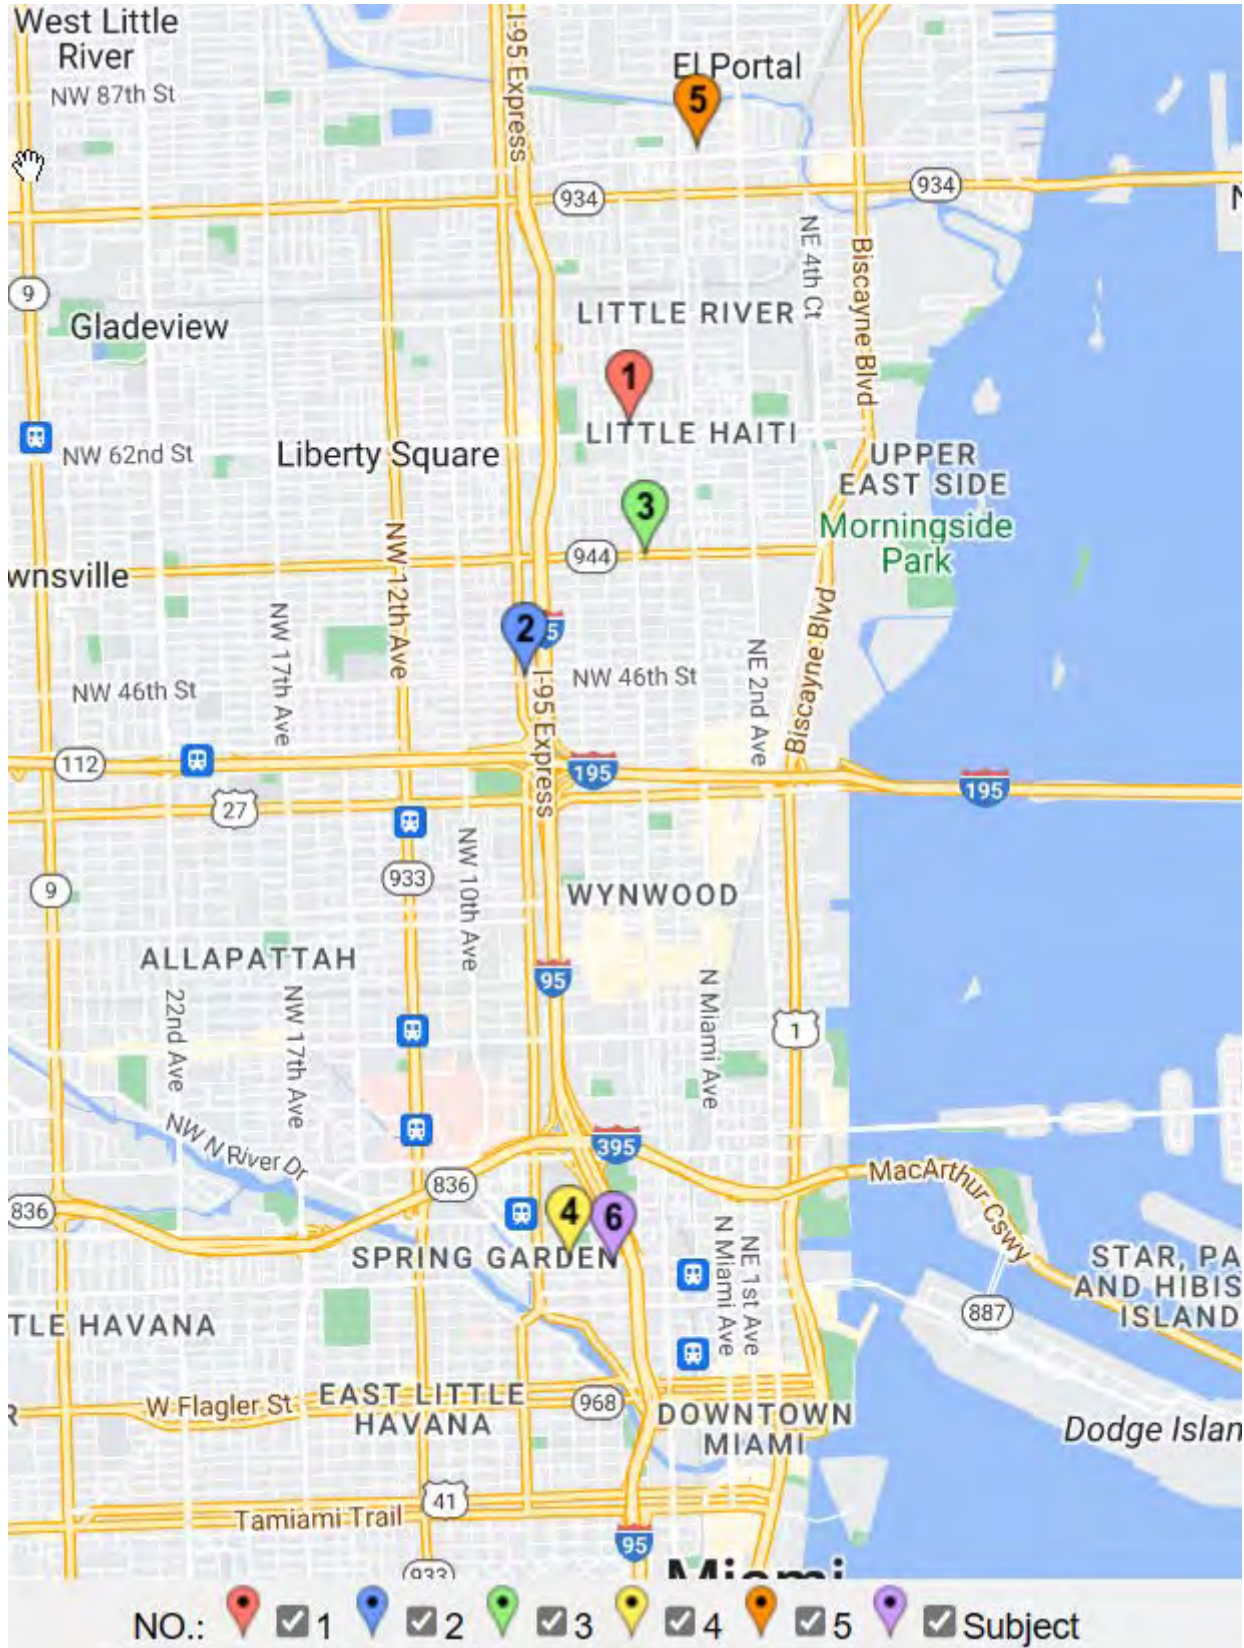 West Little
River
NW 87th St
I-95 Express
El Portal
5
934
934
N
NE 4th Ct
Biscayne Blvd
9
Gladeview
LITTLE RIVER
1
LITTLE HAITI
NW 62nd St
Liberty Square
UPPER
EAST SIDE
Morningside
Park
3
944
wnsville
NW 12th Ave
NW 17th Ave
2
5
NW 46th St
NW 46th St
I-95 Express
NE 2nd Ave
Biscayne Blvd
112
195
195
27
933
9
NW 10th Ave
WYNWOOD
ALLAPATTAH
95
22nd Ave
NW 17th Ave
N Miami Ave
1
NW N River Dr
395
836
836
MacArthur Cswy
4
6
SPRING GARDEN
N Miami Ave
NE 1st Ave
STAR, PA
AND HIBIS
ISLAND
887
TLE HAVANA
W Flagler St
EAST LITTLE
HAVANA
968
DOWNTOWN
MIAMI
R
Dodge Islan
41
Tamiami Trail
95
933
Miami
NO.: 1 2 3 4 5 Subject